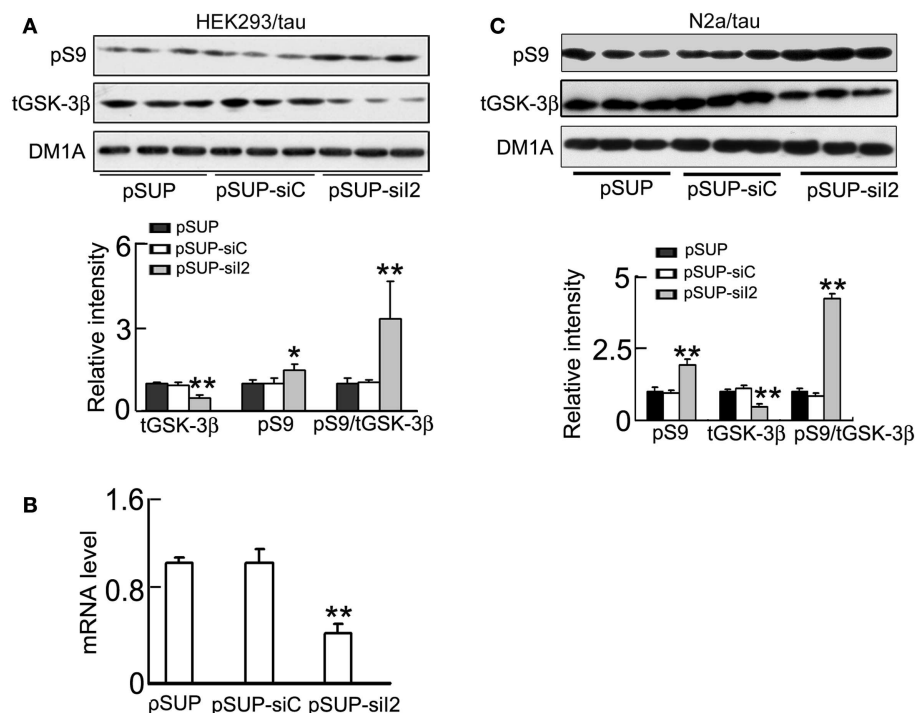 A
HEK293/tau
pS9
tGSK-3β
DM1A
pSUP pSUP-siC pSUP-siI2
pSUP
pSUP-siC
pSUP-siI2
Relative intensity
6
3
0
**
*
**
tGSK-3β pS9 pS9/tGSK-3β
B
mRNA level
1.6
0.8
0
**
pSUP pSUP-siC pSUP-siI2
C
N2a/tau
pS9
tGSK-3β
DM1A
pSUP pSUP-siC pSUP-siI2
pSUP
pSUP-siC
pSUP-siI2
Relative intensity
5
2.5
0
**
**
**
pS9 tGSK-3β pS9/tGSK-3β